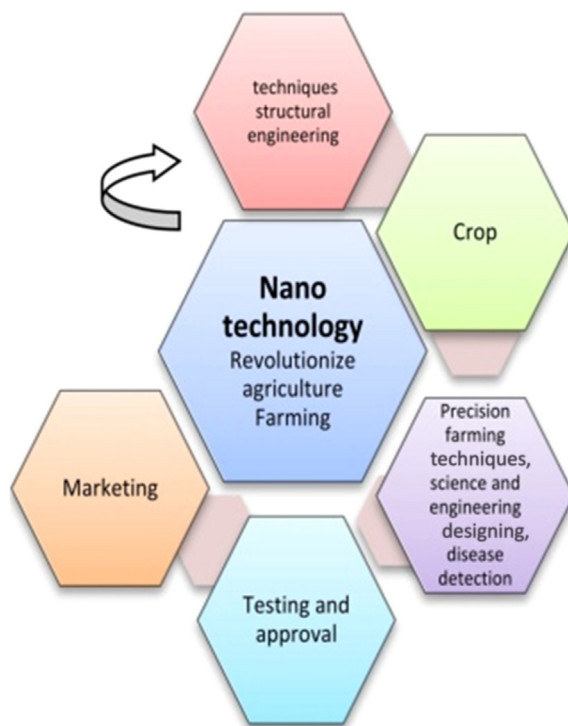 techniques
structural
engineering
Crop
Nano
technology
Revolutionize
agriculture
Farming
Precision
farming
techniques,
science and
engineering
designing,
disease
detection
Marketing
Testing and
approval